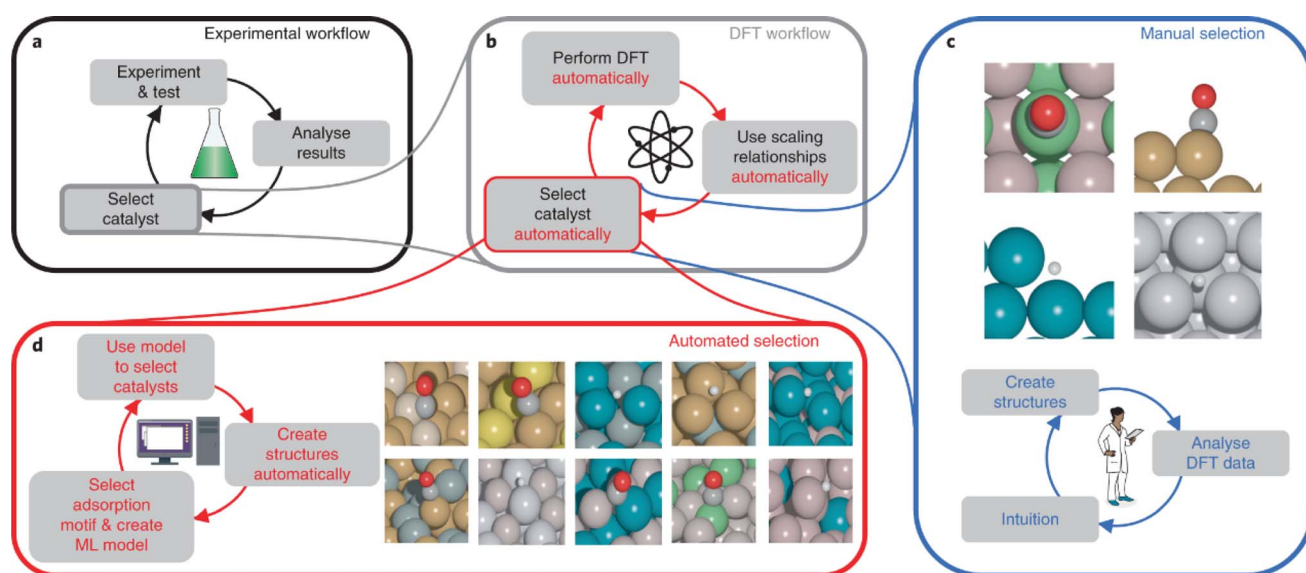 a
Experimental workflow
Experiment
& test
Analyse
results
Select
catalyst
b
DFT workflow
Perform DFT
automatically
Use scaling
relationships
automatically
Select
catalyst
automatically
c
Manual selection
Create
structures
Analyse
DFT data
Intuition
d
Automated selection
Use model
to select
catalysts
Create
structures
automatically
Select
adsorption
motif & create
ML model